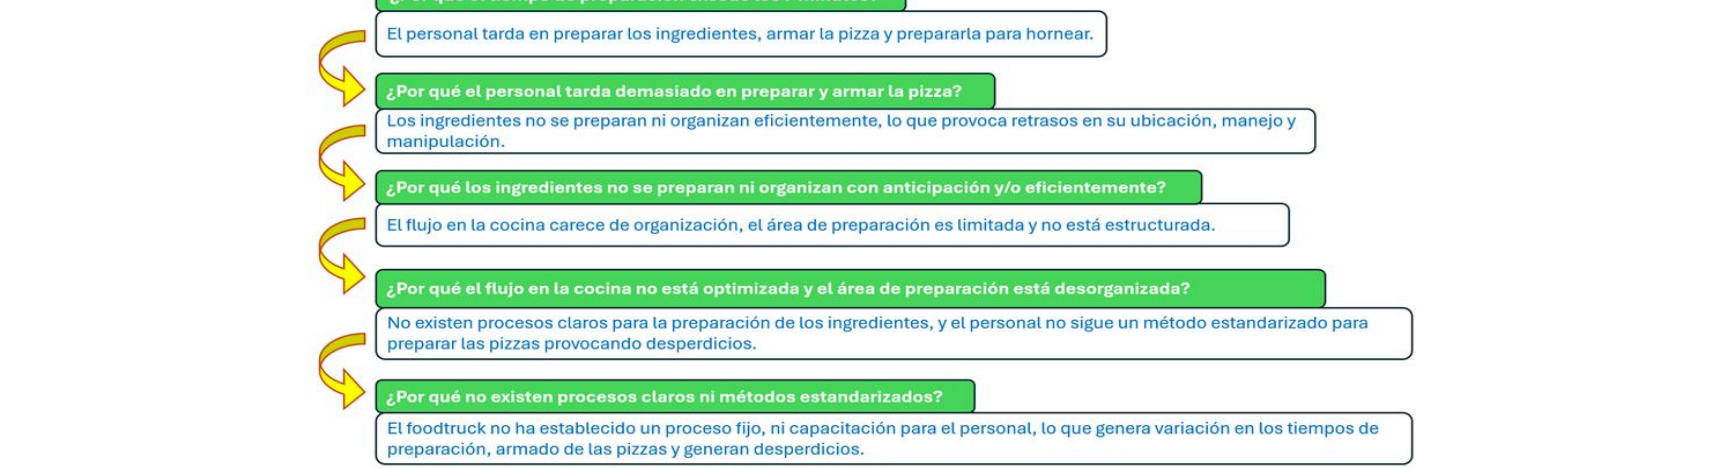 El personal tarda en preparar los ingredientes, armar la pizza y prepararla para hornear.
¿Por qué el personal tarda demasiado en preparar y armar la pizza?
Los ingredientes no se preparan ni organizan eficientemente, lo que provoca retrasos en su ubicación, manejo y
manipulación.
¿Por qué los ingredientes no se preparan ni organizan con anticipación y/o eficientemente?
El flujo en la cocina carece de organización, el área de preparación es limitada y no está estructurada.
¿Por qué el flujo en la cocina no está optimizada y el área de preparación está desorganizada?
No existen procesos claros para la preparación de los ingredientes, y el personal no sigue un método estandarizado para
preparar las pizzas provocando desperdicios.
¿Por qué no existen procesos claros ni métodos estandarizados?
El foodtruck no ha establecido un proceso fijo, ni capacitación para el personal, lo que genera variación en los tiempos de
preparación, armado de las pizzas y generan desperdicios.